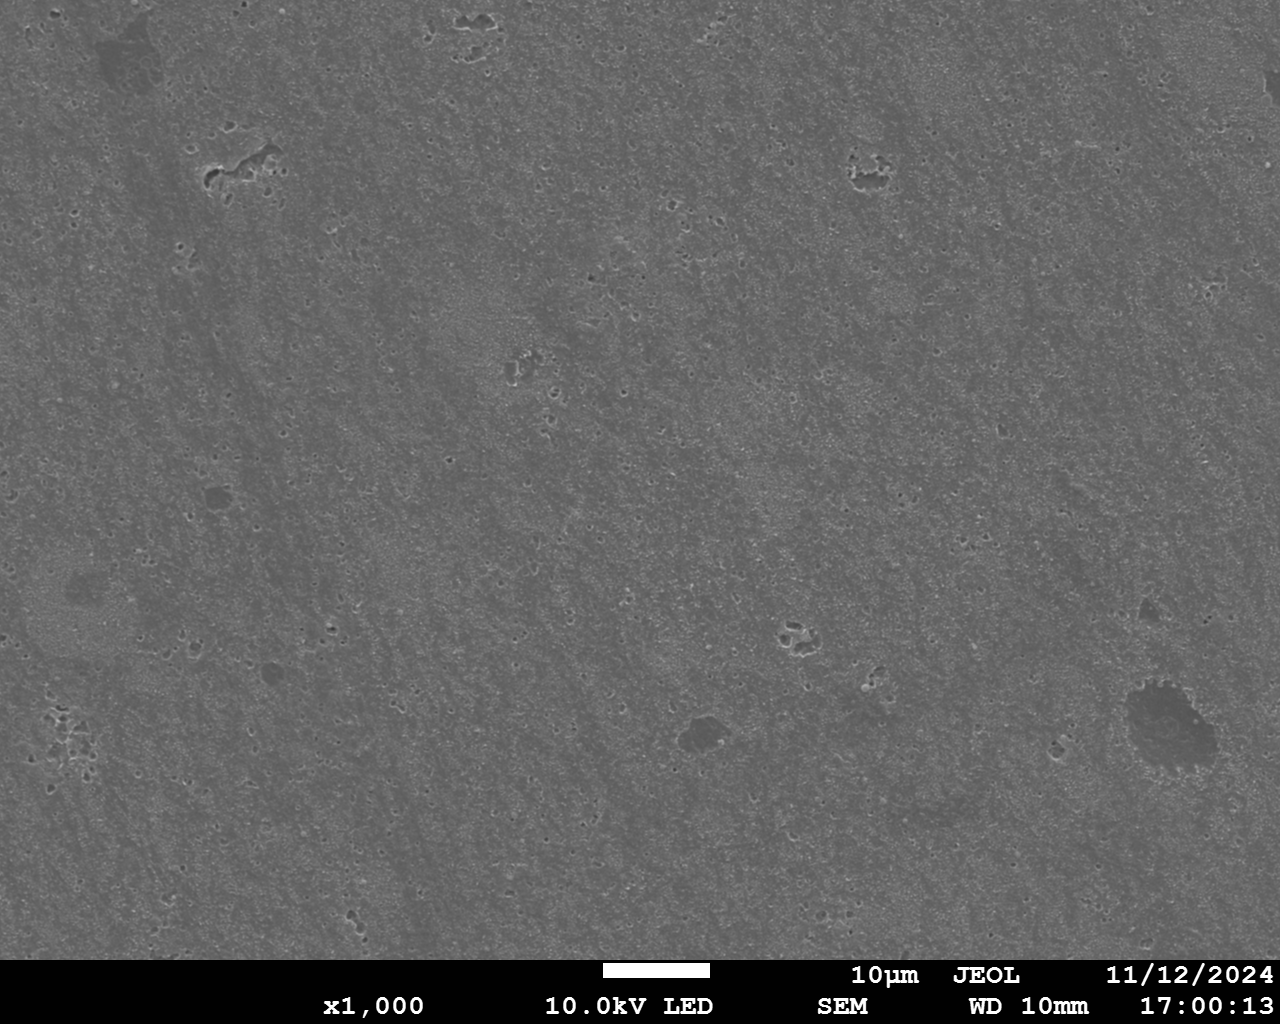 10µm JEOL 11/12/2024
x1,000 10.0kV LED SEM WD 10mm 17:00:13